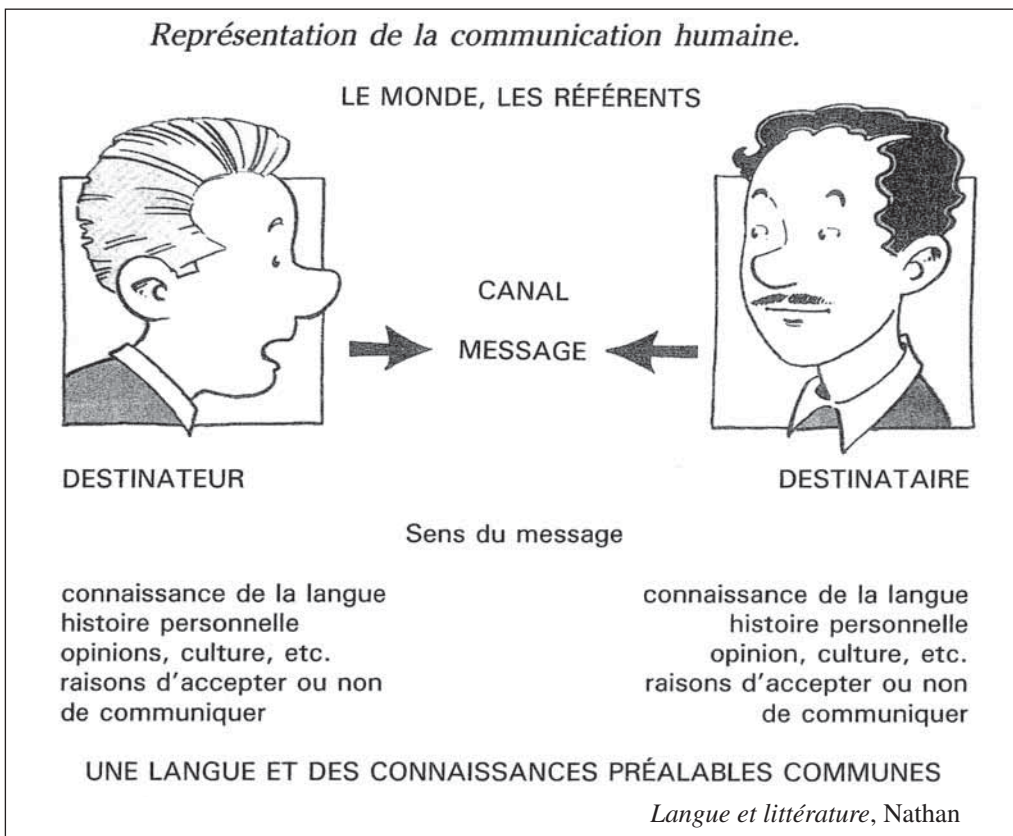 Représentation de la communication humaine.
LE MONDE, LES RÉFÉRENTS
CANAL
MESSAGE
DESTINATEUR
DESTINATAIRE
Sens du message
connaissance de la langue
histoire personnelle
opinions, culture, etc.
raisons d'accepter ou non
de communiquer
connaissance de la langue
histoire personnelle
opinion, culture, etc.
raisons d'accepter ou non
de communiquer
UNE LANGUE ET DES CONNAISSANCES PRÉALABLES COMMUNES
Langue et littérature, Nathan